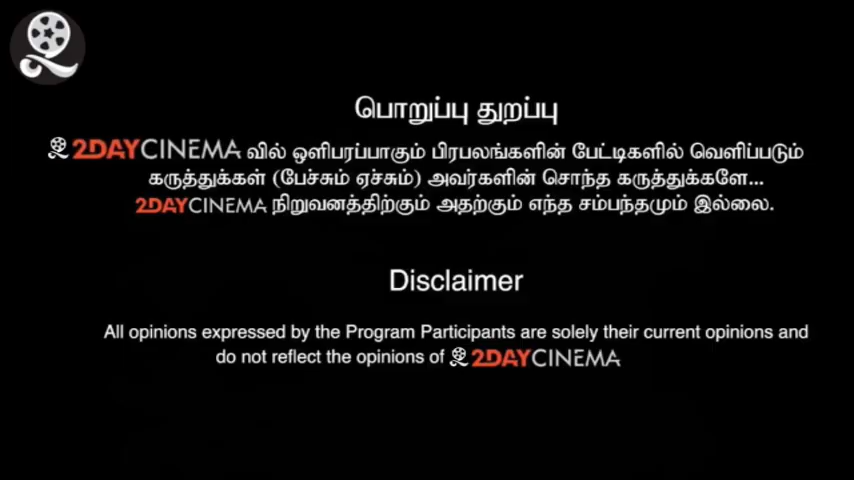 பொறுப்பு துறப்பு
2DAYCINEMA வில் ஒளிபரப்பாகும் பிரபலங்களின் பேட்டிகளில் வெளிப்படும்
கருத்துக்கள் (பேச்சும் ஏச்சும்) அவர்களின் சொந்த கருத்துக்களே...
2DAYCINEMA நிறுவனத்திற்கும் அதற்கும் எந்த சம்பந்தமும் இல்லை.
Disclaimer
All opinions expressed by the Program Participants are solely their current opinions and
do not reflect the opinions of 2DAYCINEMA